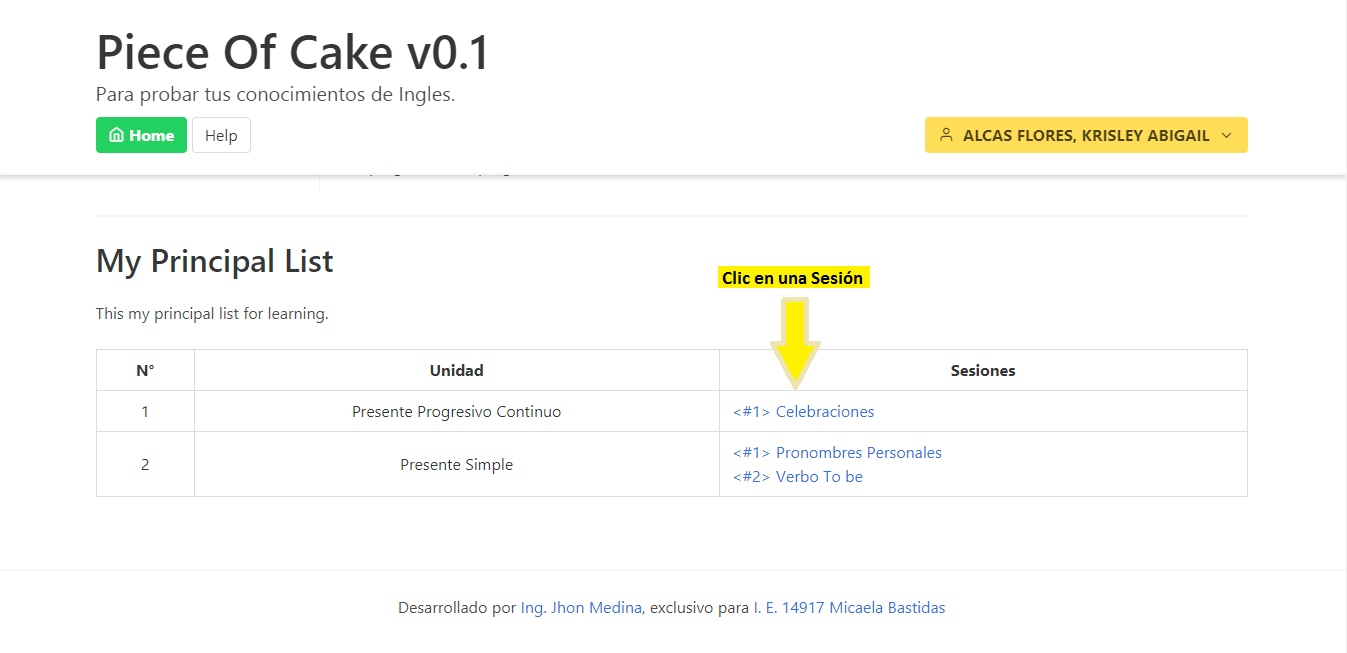 Piece Of Cake v0.1
Para probar tus conocimientos de Ingles.
Home Help ALCAS FLORES, KRISLEY ABIGAIL
My Principal List
Clic en una Sesión
This my principal list for learning.
N° Unidad Sesiones
1 Presente Progresivo Continuo <#1> Celebraciones
2 Presente Simple <#1> Pronombres Personales
<#2> Verbo To be
Desarrollado por Ing. Jhon Medina, exclusivo para I. E. 14917 Micaela Bastidas